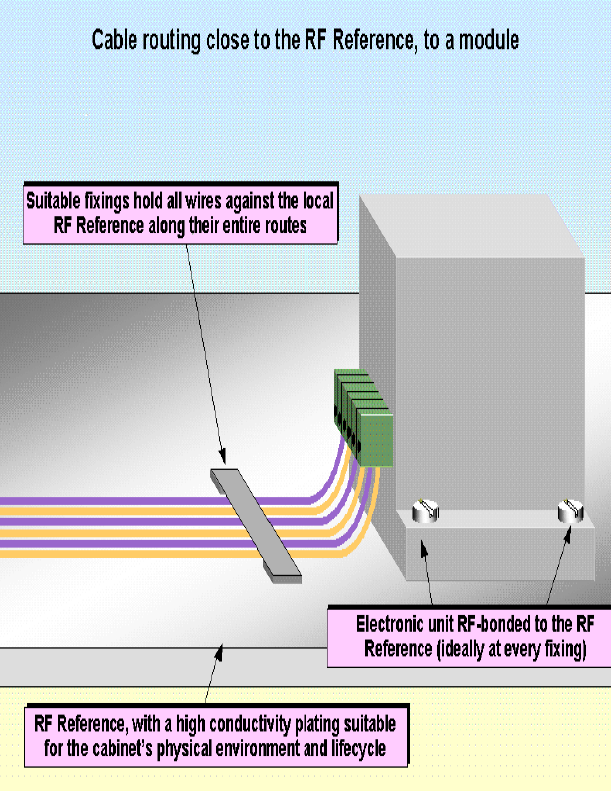 Cable routing close to the RF Reference, to a module
Suitable fixings hold all wires against the local
RF Reference along their entire routes
Electronic unit RF-bonded to the RF
Reference (ideally at every fixing)
RF Reference, with a high conductivity plating suitable
for the cabinet's physical environment and lifecycle